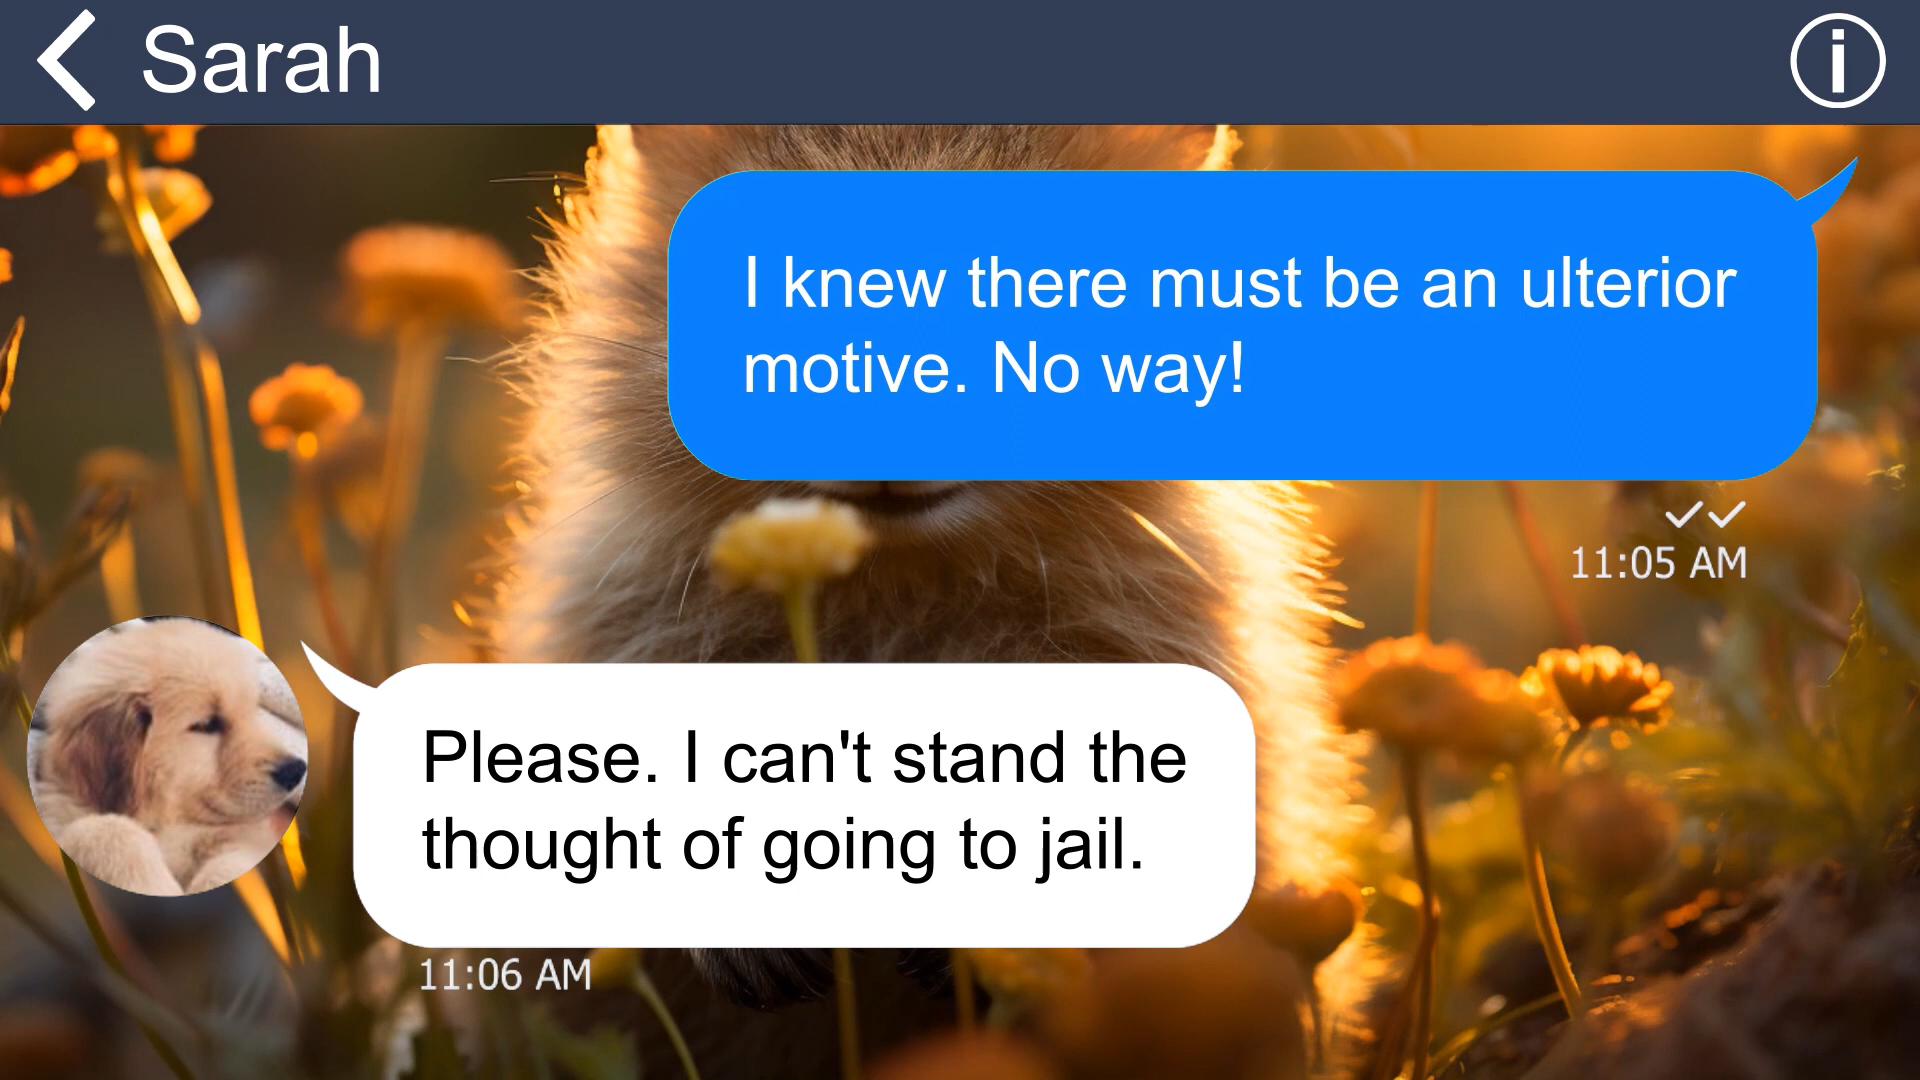 Sarah
I knew there must be an ulterior
motive. No way!
11:05 AM
Please. I can't stand the
thought of going to jail.
11:06 AM